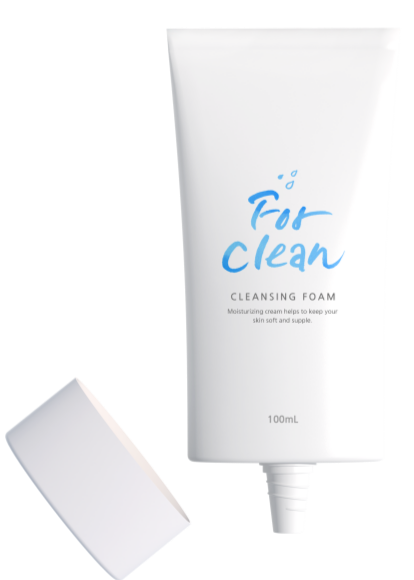 For
Clean
CLEANSING FOAM
Moisturizing cream helps to keep your
skin soft and supple.
100mL